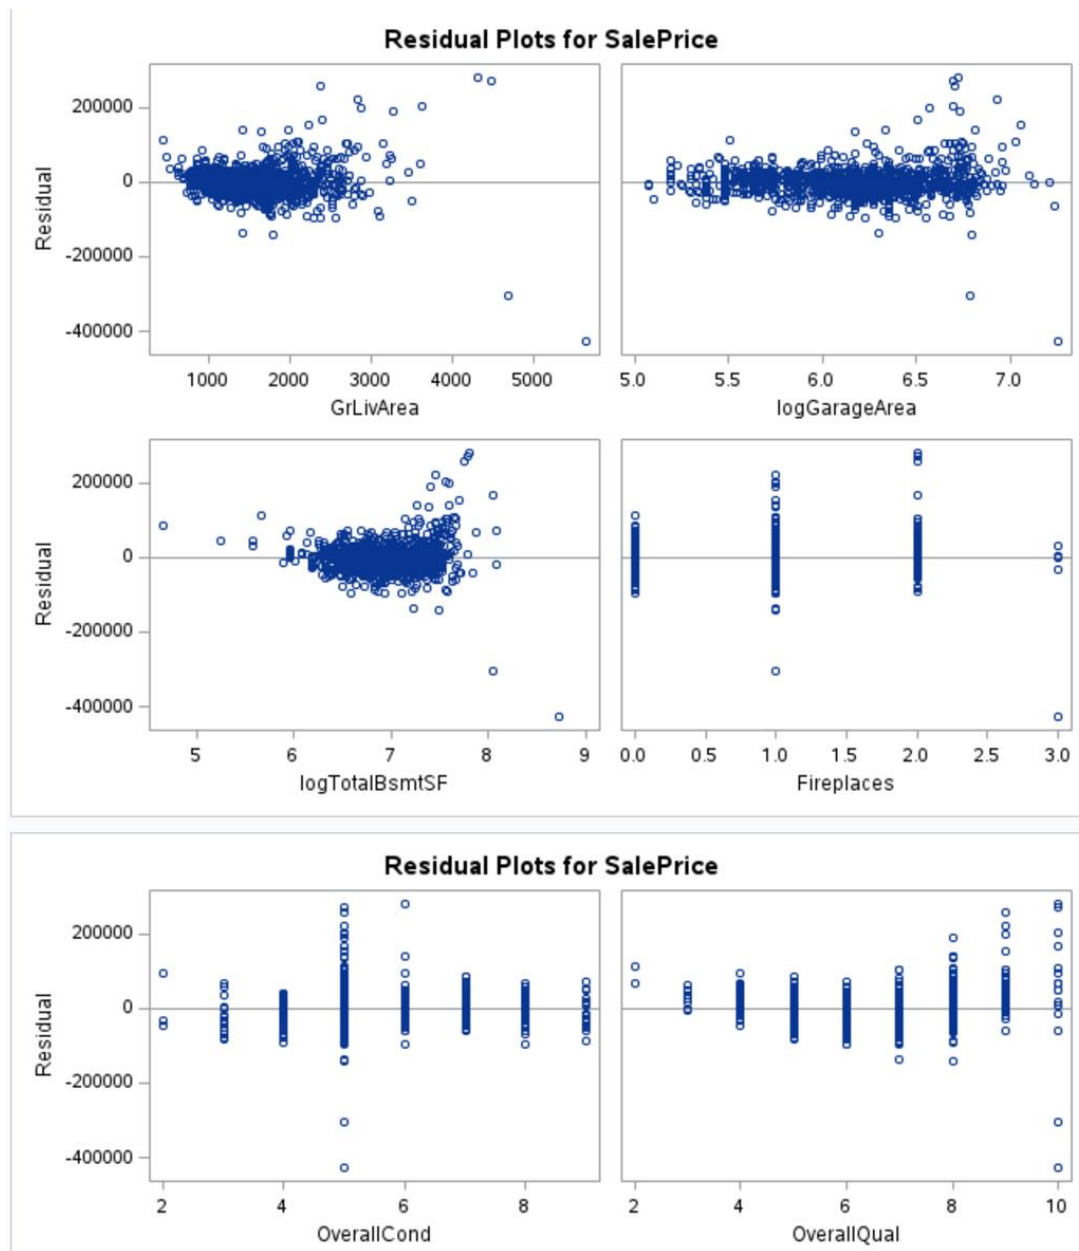 Residual Plots for SalePrice
200000
0
-200000
-400000
Residual
1000 2000 3000 4000 5000
GrLivArea
5.0 5.5 6.0 6.5 7.0
logGarageArea
200000
0
-200000
-400000
Residual
5 6 7 8 9
logTotalBsmtSF
0.0 0.5 1.0 1.5 2.0 2.5 3.0
Fireplaces
Residual Plots for SalePrice
200000
0
-200000
-400000
Residual
2 4 6 8
OverallCond
2 4 6 8 10
OverallQual